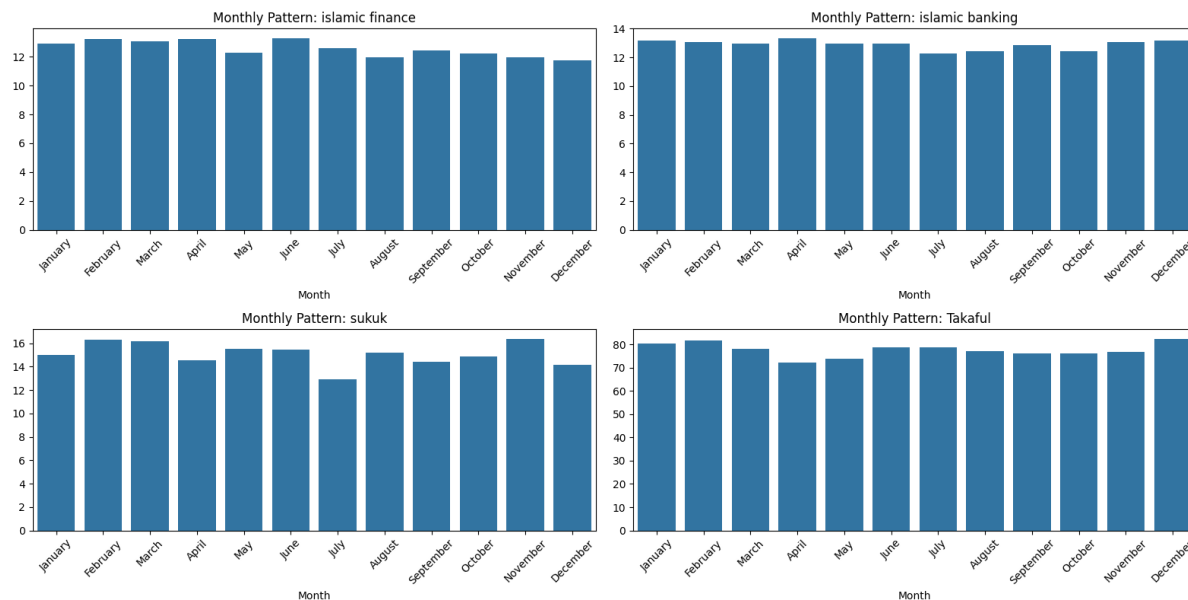 Monthly Pattern: islamic finance
12
10
8
6
4
2
0
January
February
March
April
May
June
July
August
September
October
November
December
Month
Monthly Pattern: islamic banking
14
12
10
8
6
4
2
0
January
February
March
April
May
June
July
August
September
October
November
December
Month
Monthly Pattern: sukuk
16
14
12
10
8
6
4
2
0
January
February
March
April
May
June
July
August
September
October
November
December
Month
Monthly Pattern: Takaful
80
70
60
50
40
30
20
10
0
January
February
March
April
May
June
July
August
September
October
November
December
Month